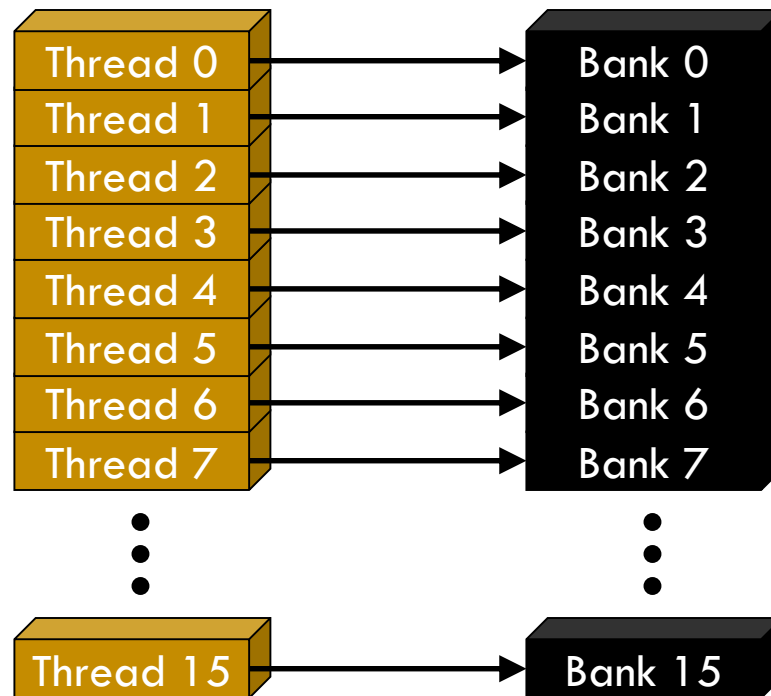 Thread 0 Bank 0
Thread 1 Bank 1
Thread 2 Bank 2
Thread 3 Bank 3
Thread 4 Bank 4
Thread 5 Bank 5
Thread 6 Bank 6
Thread 7 Bank 7
Thread 15 Bank 15